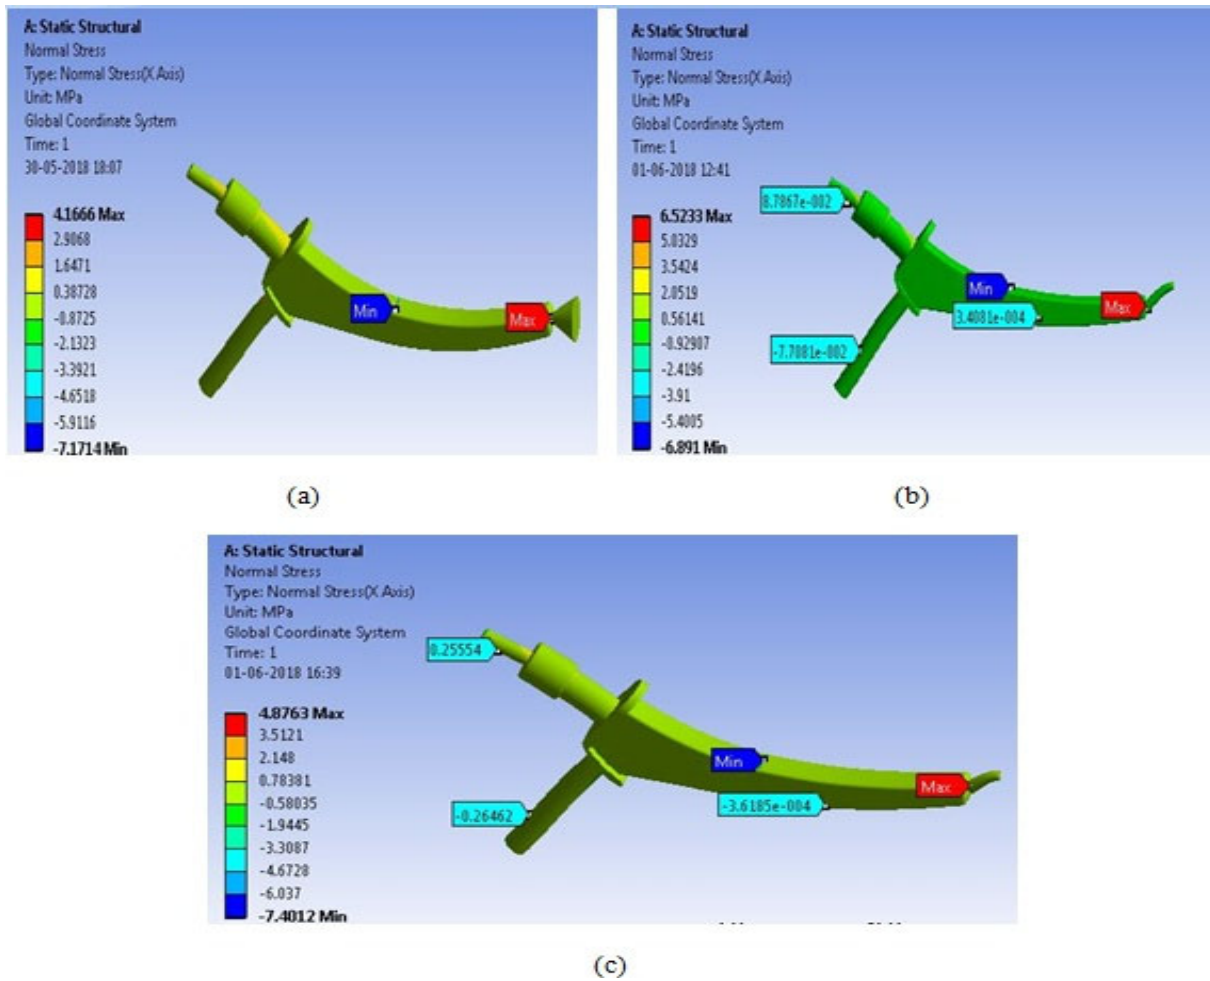 A: Static Structural
Normal Stress
Type: Normal Stress(X Axis)
Unit: MPa
Global Coordinate System
Time: 1
30-05-2018 18:07
4.1666 Max
2.9068
1.6471
0.38728
-0.8725
-2.1323
-3.3921
-4.6518
-5.9116
-7.1714 Min
Min
Max
(a)
A: Static Structural
Normal Stress
Type: Normal Stress(X Axis)
Unit: MPa
Global Coordinate System
Time: 1
01-06-2018 12:41
8.7867e-002
6.5233 Max
5.0329
3.5424
2.0519
0.56141
-0.92907
-2.4196
-3.91
-5.4005
-6.891 Min
Min
Max
3.4081e-004
-7.7081e-002
(b)
A: Static Structural
Normal Stress
Type: Normal Stress(X Axis)
Unit: MPa
Global Coordinate System
Time: 1
01-06-2018 16:39
0.25554
4.8763 Max
3.5121
2.148
0.78381
-0.58035
-1.9445
-3.3087
-4.6728
-6.037
-7.4012 Min
Min
Max
-3.6185e-004
-0.26462
(c)